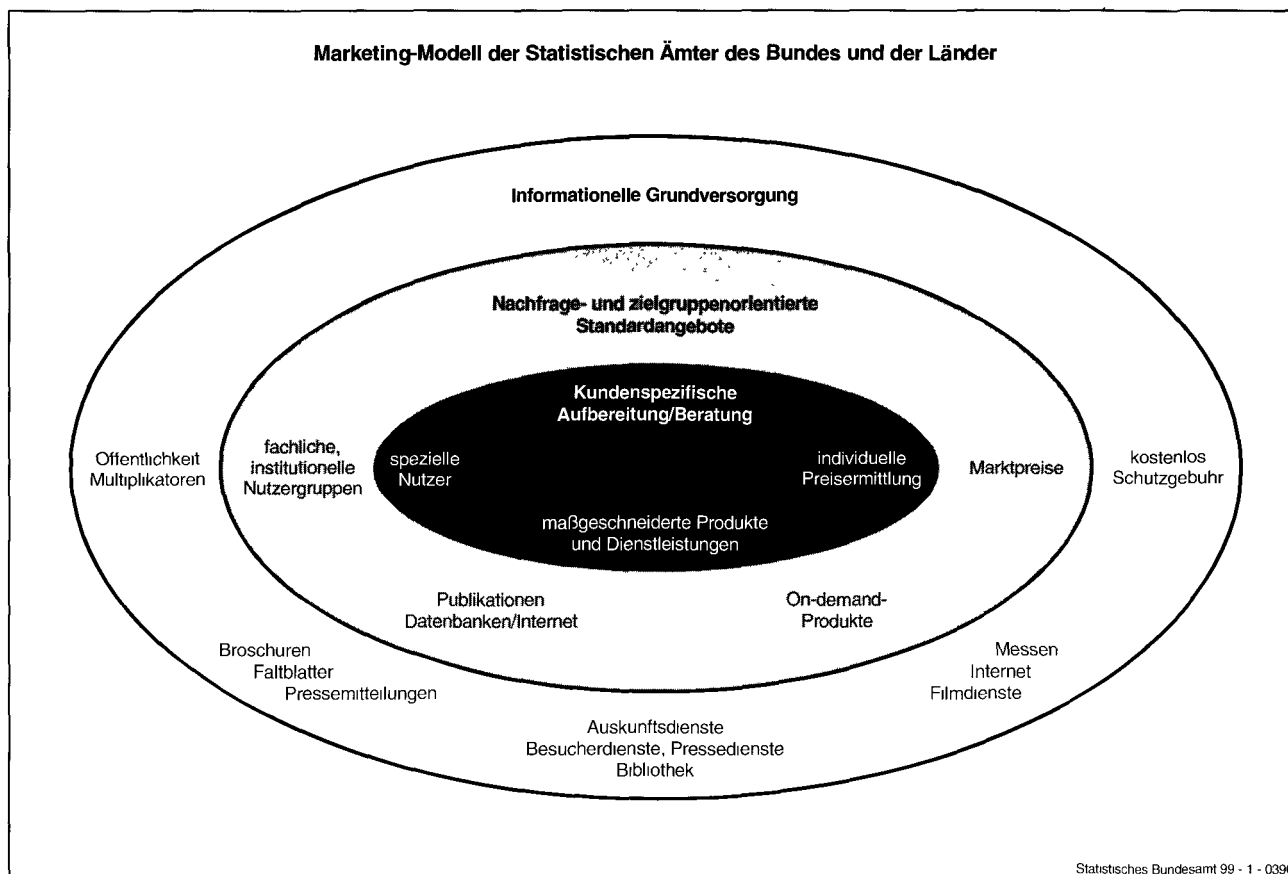 Marketing-Modell der Statistischen Ämter des Bundes und der Länder
Informationelle Grundversorgung
Nachfrage- und zielgruppenorientierte
Standardangebote
Kundenspezifische
Aufbereitung/Beratung
Offentlichkeit
Multiplikatoren
fachliche,
institutionelle
Nutzergruppen
spezielle
Nutzer
individuelle
Preisermittlung
Marktpreise
kostenlos
Schutzgebuhr
maßgeschneiderte Produkte
und Dienstleistungen
Publikationen
Datenbanken/Internet
On-demand-
Produkte
Broschuren
Faltblatter
Pressemitteilungen
Messen
Internet
Filmdienste
Auskunftsdienste
Besucherdienste, Pressedienste
Bibliothek
Statistisches Bundesamt 99 - 1 - 0396